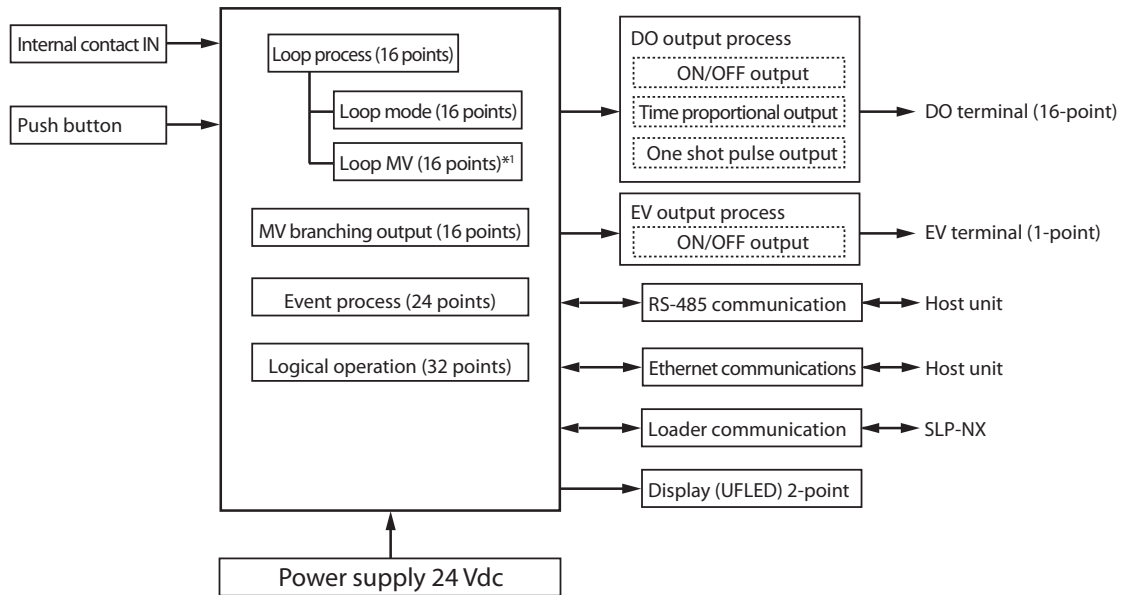 Internal contact IN
Push button
Loop process (16 points)
Loop mode (16 points)
Loop MV (16 points)*1
MV branching output (16 points)
Event process (24 points)
Logical operation (32 points)
Power supply 24 Vdc
DO output process
ON/OFF output
Time proportional output
One shot pulse output
DO terminal (16-point)
EV output process
ON/OFF output
EV terminal (1-point)
RS-485 communication
Host unit
Ethernet communications
Host unit
Loader communication
SLP-NX
Display (UFLED) 2-point